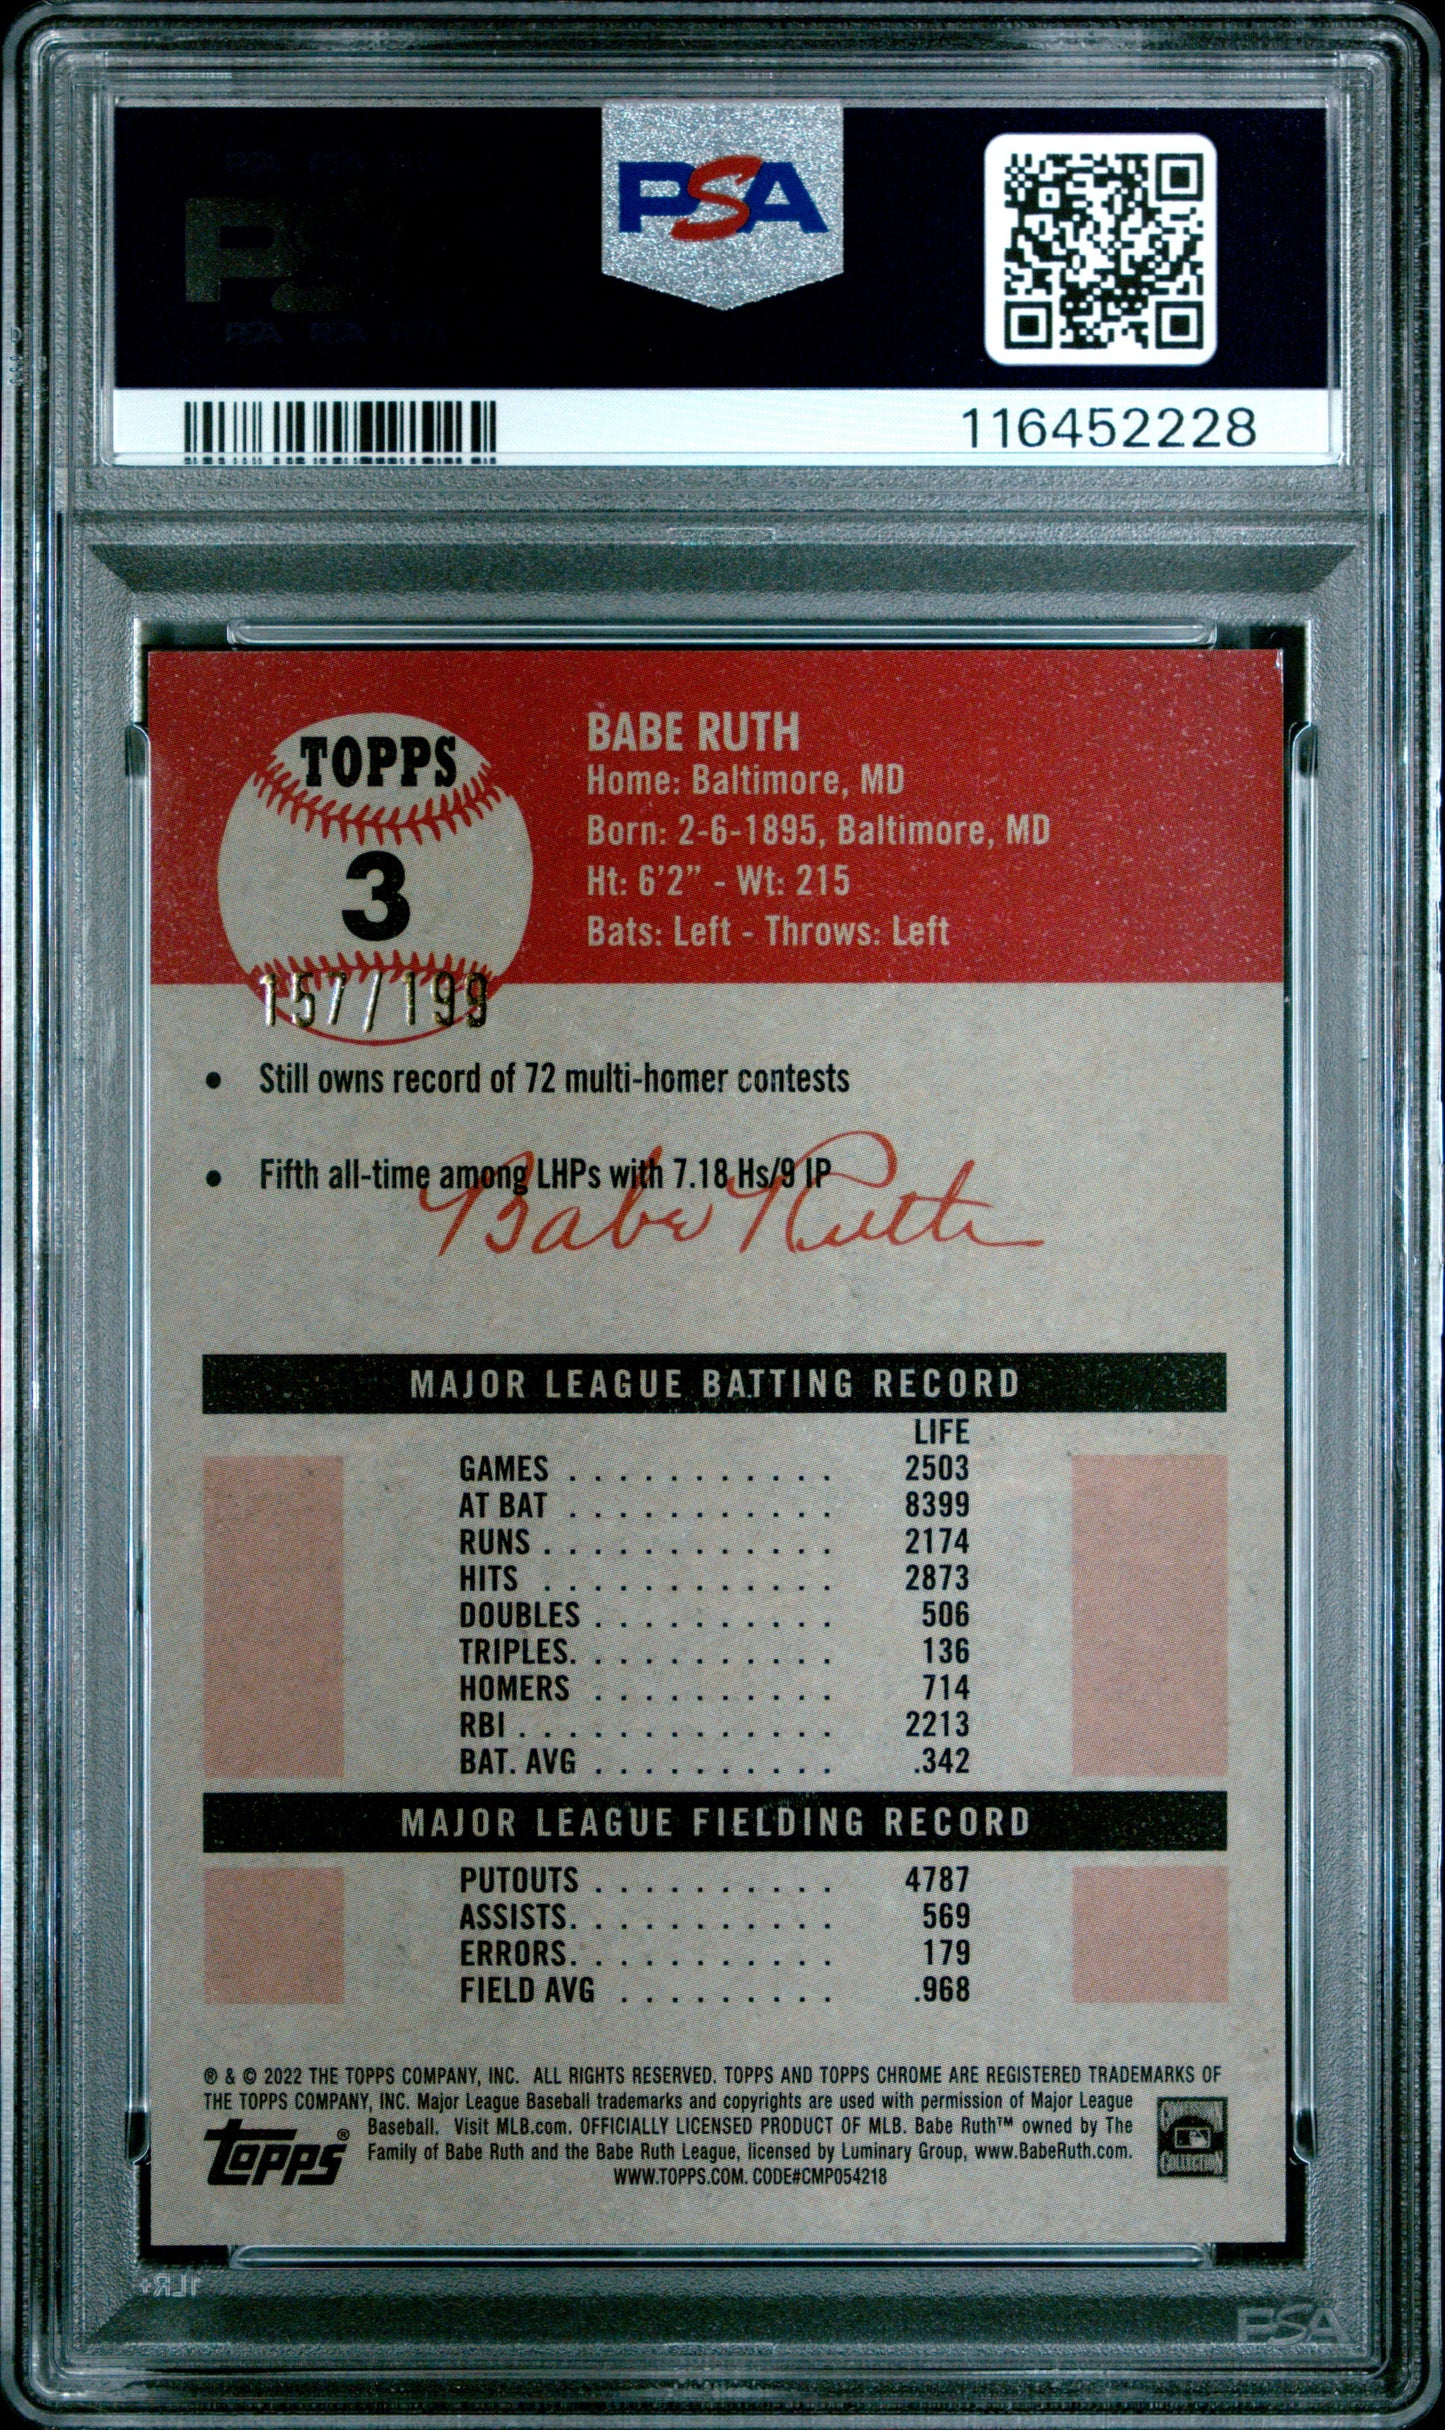 PSA
116452228
TOPPS
3
157/199
BABE RUTH
Home: Baltimore, MD
Born: 2-6-1895, Baltimore, MD
Ht: 6'2" - Wt: 215
Bats: Left - Throws: Left
• Still owns record of 72 multi-homer contests
• Fifth all-time among LHPs with 7.18 Hs/9 IP
Babe Ruth
MAJOR LEAGUE BATTING RECORD
LIFE
GAMES . . . . . . . . . . . 2503
AT BAT . . . . . . . . . . . 8399
RUNS . . . . . . . . . . . . 2174
HITS . . . . . . . . . . . . 2873
DOUBLES . . . . . . . . . . 506
TRIPLES. . . . . . . . . . . 136
HOMERS . . . . . . . . . . 714
RBI . . . . . . . . . . . . . 2213
BAT. AVG . . . . . . . . . . .342
MAJOR LEAGUE FIELDING RECORD
PUTOUTS . . . . . . . . . . 4787
ASSISTS. . . . . . . . . . . 569
ERRORS. . . . . . . . . . . 179
FIELD AVG . . . . . . . . . .968
® & © 2022 THE TOPPS COMPANY, INC. ALL RIGHTS RESERVED. TOPPS AND TOPPS CHROME ARE REGISTERED TRADEMARKS OF
THE TOPPS COMPANY, INC. Major League Baseball trademarks and copyrights are used with permission of Major League
Baseball. Visit MLB.com. OFFICIALLY LICENSED PRODUCT OF MLB. Babe Ruth™ owned by The
Family of Babe Ruth and the Babe Ruth League, licensed by Luminary Group, www.BabeRuth.com.
WWW.TOPPS.COM. CODE#CMP054218
Topps®
COLLECTION
PSA